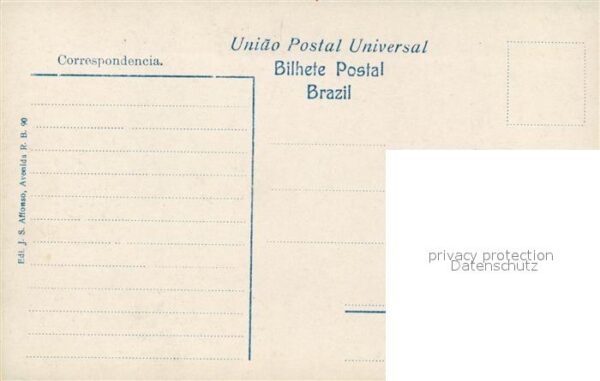 União Postal Universal
Bilhete Postal
Brazil
Correspondencia.
Edi. J. S. Affonso, Avenida R. B. 90
privacy protection
Datenschutz